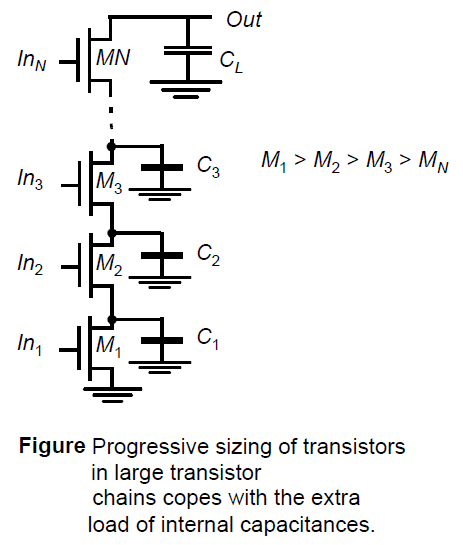 Out
In_N MN C_L
In_3 M_3 C_3 M_1 > M_2 > M_3 > M_N
In_2 M_2 C_2
In_1 M_1 C_1
Figure Progressive sizing of transistors
in large transistor
chains copes with the extra
load of internal capacitances.